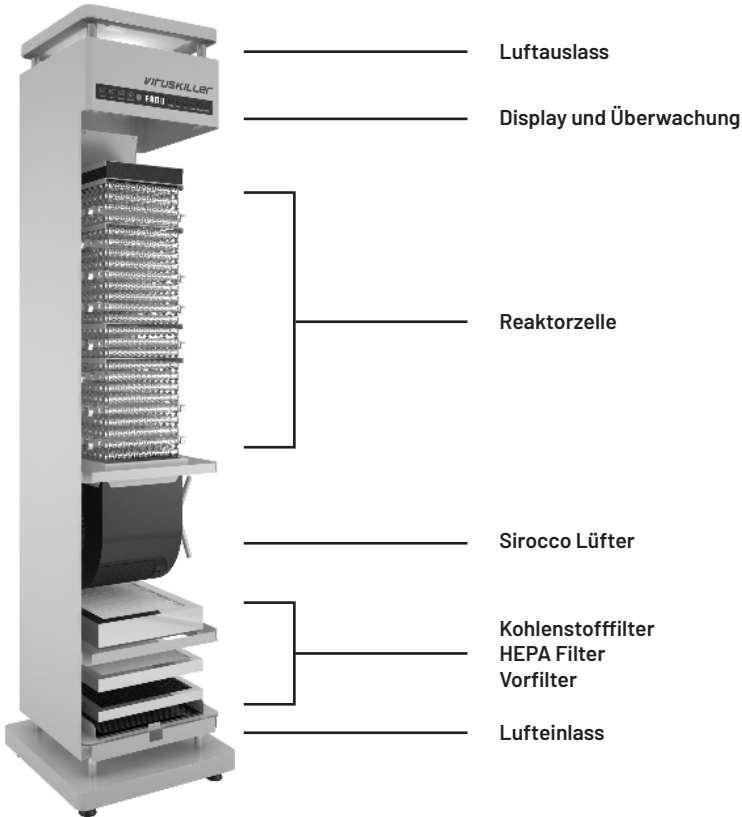 Luftauslass
VIRUSKILLER
Display und Überwachung
Reaktorzelle
Sirocco Lüfter
Kohlenstofffilter
HEPA Filter
Vorfilter
Lufteinlass